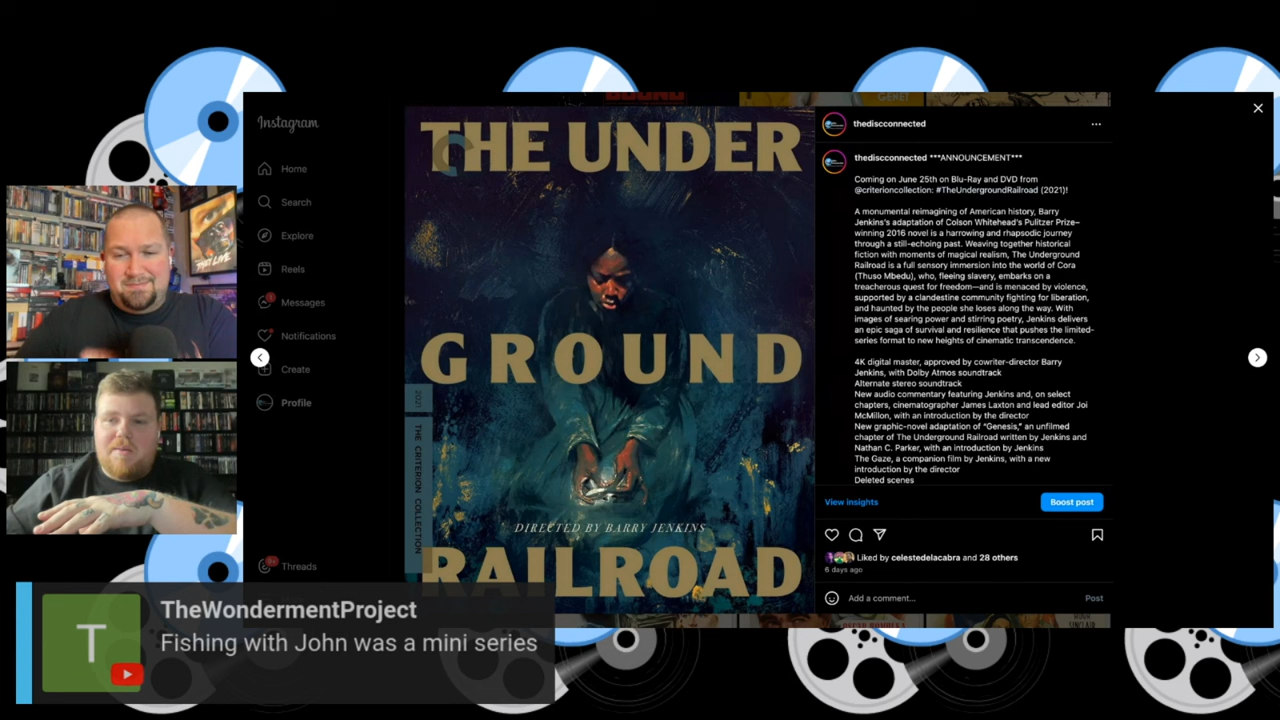 BOUND
GENET
Instagram
Home
Search
Explore
Reels
1
Messages
Notifications
Create
Profile
9+
Threads
THEY LIVE
THE UNDER
GROUND
RAILROAD
DIRECTED BY BARRY JENKINS
2021
THE CRITERION COLLECTION
thediscconnected
thediscconnected ***ANNOUNCEMENT***
Coming on June 25th on Blu-Ray and DVD from
@criterioncollection: #TheUndergroundRailroad (2021)!
A monumental reimagining of American history, Barry
Jenkins's adaptation of Colson Whitehead's Pulitzer Prize–
winning 2016 novel is a harrowing and rhapsodic journey
through a still-echoing past. Weaving together historical
fiction with moments of magical realism, The Underground
Railroad is a full sensory immersion into the world of Cora
(Thuso Mbedu), who, fleeing slavery, embarks on a
treacherous quest for freedom—and is menaced by violence,
supported by a clandestine community fighting for liberation,
and haunted by the people she loses along the way. With
images of searing power and stirring poetry, Jenkins delivers
an epic saga of survival and resilience that pushes the limited-
series format to new heights of cinematic transcendence.
4K digital master, approved by cowriter-director Barry
Jenkins, with Dolby Atmos soundtrack
Alternate stereo soundtrack
New audio commentary featuring Jenkins and, on select
chapters, cinematographer James Laxton and lead editor Joi
McMillon, with an introduction by the director
New graphic-novel adaptation of “Genesis,” an unfilmed
chapter of The Underground Railroad written by Jenkins and
Nathan C. Parker, with an introduction by Jenkins
The Gaze, a companion film by Jenkins, with a new
introduction by the director
Deleted scenes
View insights
Boost post
Liked by celestedelacabra and 28 others
6 days ago
Add a comment...
Post
T
TheWondermentProject
Fishing with John was a mini series